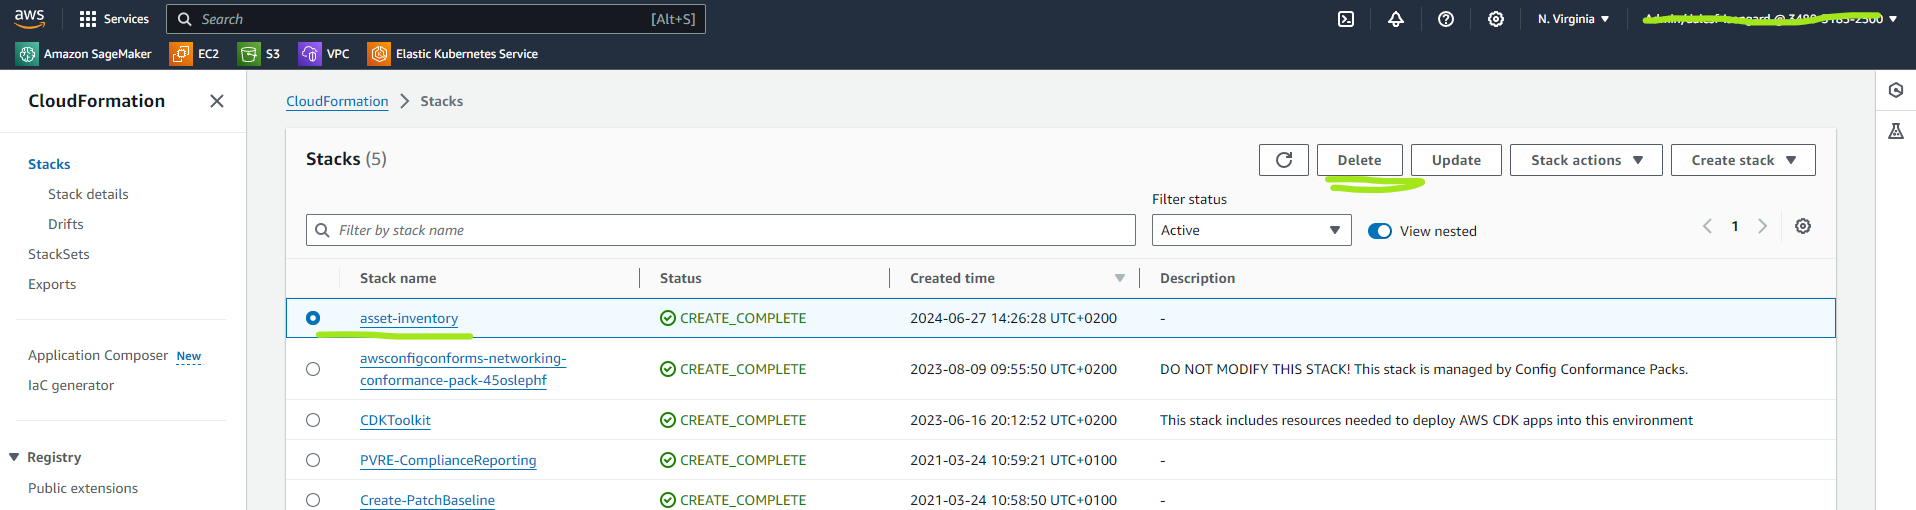 aws Services Search [Alt+S] N. Virginia
Amazon SageMaker EC2 S3 VPC Elastic Kubernetes Service
CloudFormation
CloudFormation Stacks
Stacks (5) Delete Update Stack actions Create stack
Stacks
Stack details
Drifts
StackSets
Exports
Application Composer New
IaC generator
Registry
Public extensions
Filter status
Filter by stack name Active View nested 1
Stack name Status Created time Description
asset-inventory CREATE_COMPLETE 2024-06-27 14:26:28 UTC+0200 -
awsconfigconforms-networking-
conformance-pack-45oslephf CREATE_COMPLETE 2023-08-09 09:55:50 UTC+0200 DO NOT MODIFY THIS STACK! This stack is managed by Config Conformance Packs.
CDKToolkit CREATE_COMPLETE 2023-06-16 20:12:52 UTC+0200 This stack includes resources needed to deploy AWS CDK apps into this environment
PVRE-ComplianceReporting CREATE_COMPLETE 2021-03-24 10:59:21 UTC+0100 -
Create-PatchBaseline CREATE_COMPLETE 2021-03-24 10:58:50 UTC+0100 -